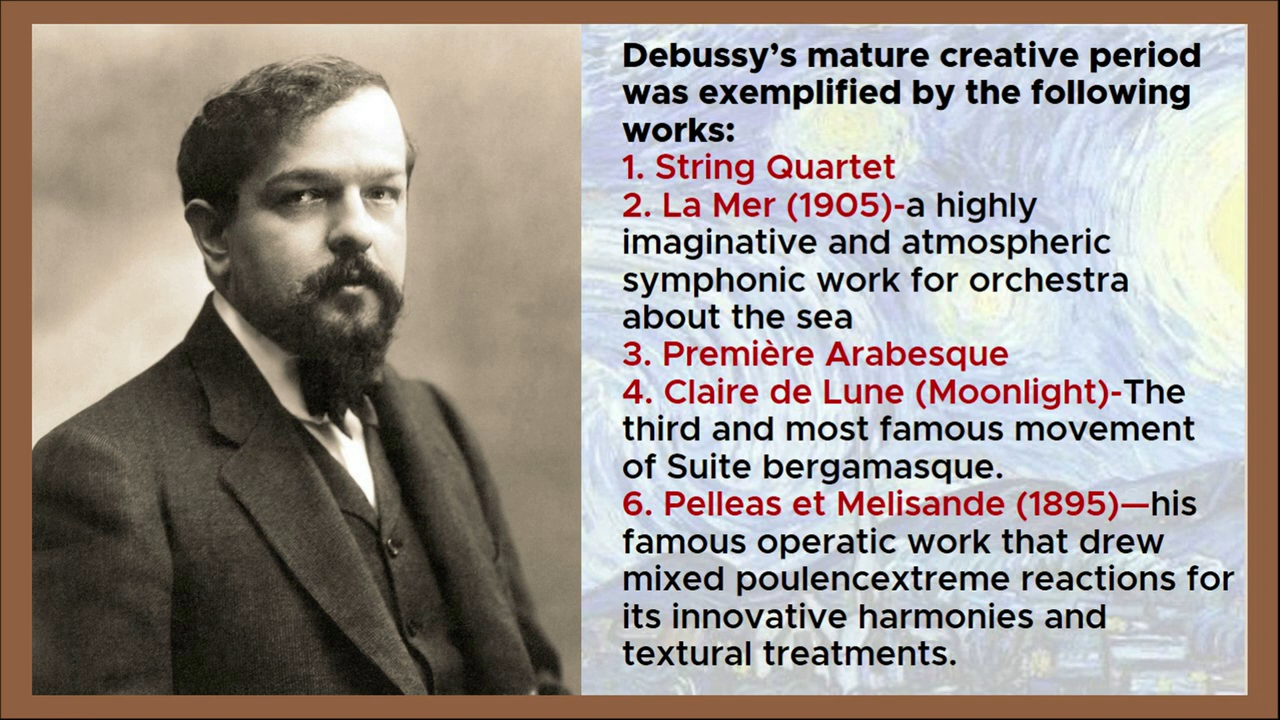 Debussy’s mature creative period
was exemplified by the following
works:
1. String Quartet
2. La Mer (1905)-a highly
imaginative and atmospheric
symphonic work for orchestra
about the sea
3. Première Arabesque
4. Claire de Lune (Moonlight)-The
third and most famous movement
of Suite bergamasque.
6. Pelleas et Melisande (1895)—his
famous operatic work that drew
mixed poulencextreme reactions for
its innovative harmonies and
textural treatments.